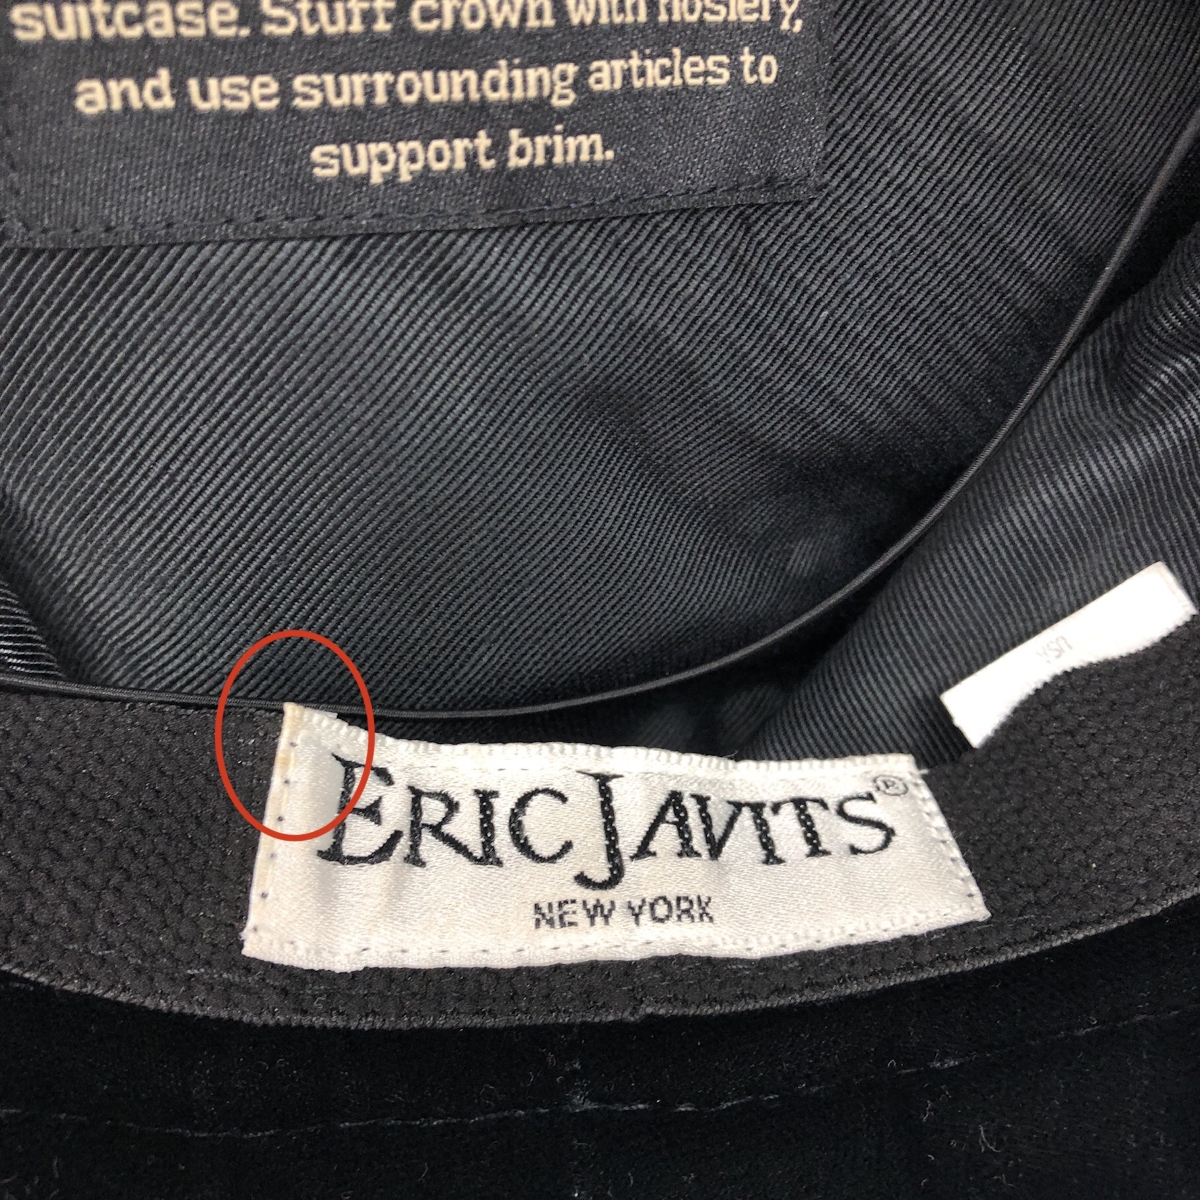 suitcase. Stuff crown with hosiery,
and use surrounding articles to
support brim.
USA
ERIC JAVITS®
NEW YORK